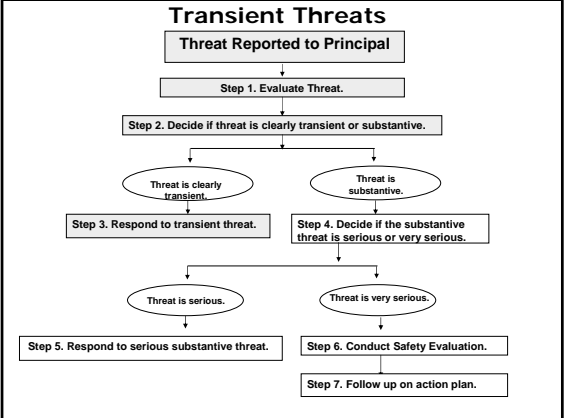 Transient Threats
Threat Reported to Principal
Step 1. Evaluate Threat.
Step 2. Decide if threat is clearly transient or substantive.
Threat is clearly
transient.
Threat is
substantive.
Step 3. Respond to transient threat.
Step 4. Decide if the substantive
threat is serious or very serious.
Threat is serious.
Threat is very serious.
Step 5. Respond to serious substantive threat.
Step 6. Conduct Safety Evaluation.
Step 7. Follow up on action plan.